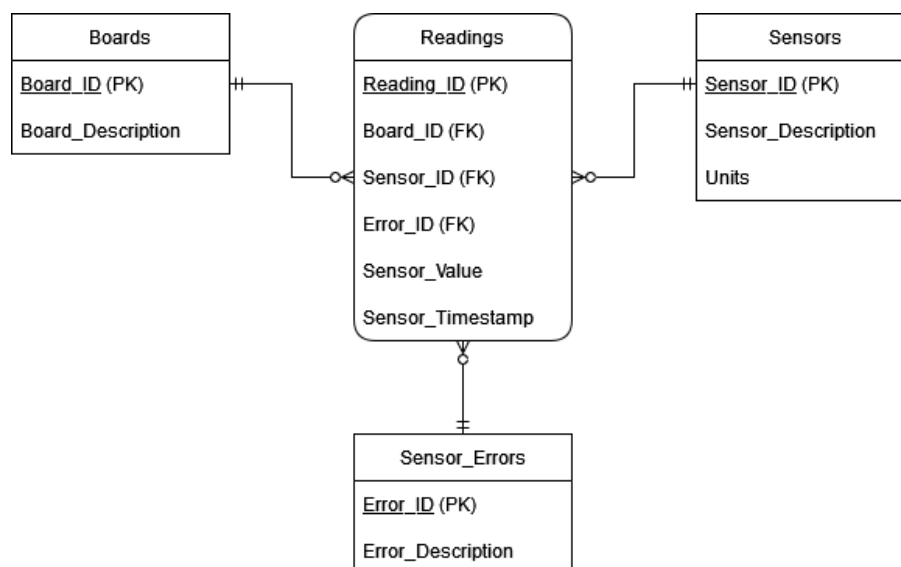 Boards
Board_ID (PK)
Board_Description
Readings
Reading_ID (PK)
Board_ID (FK)
Sensor_ID (FK)
Error_ID (FK)
Sensor_Value
Sensor_Timestamp
Sensors
Sensor_ID (PK)
Sensor_Description
Units
Sensor_Errors
Error_ID (PK)
Error_Description